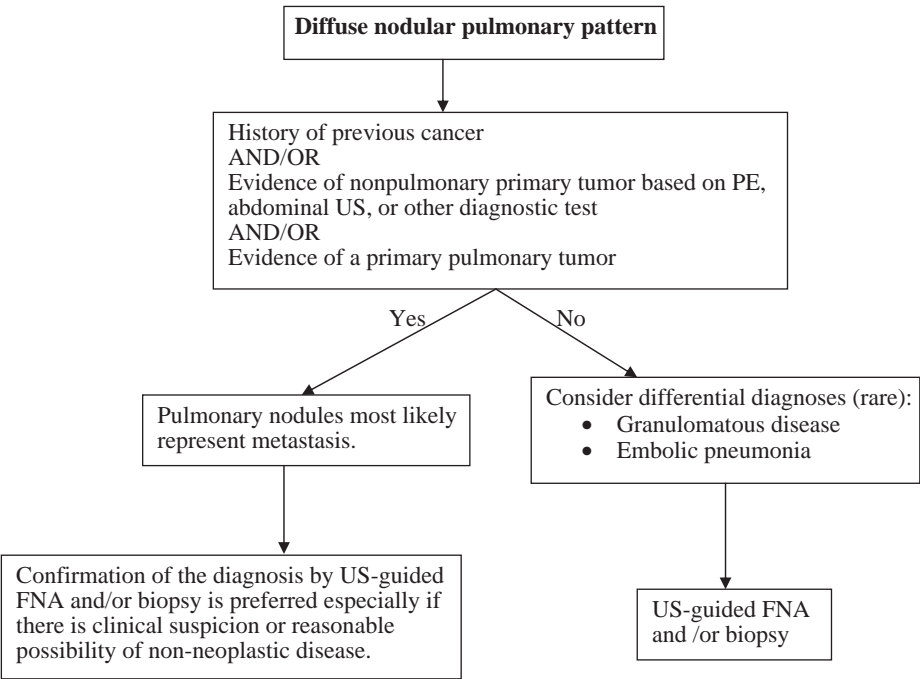 Diffuse nodular pulmonary pattern
History of previous cancer
AND/OR
Evidence of nonpulmonary primary tumor based on PE,
abdominal US, or other diagnostic test
AND/OR
Evidence of a primary pulmonary tumor
Yes
No
Pulmonary nodules most likely
represent metastasis.
Consider differential diagnoses (rare):
• Granulomatous disease
• Embolic pneumonia
Confirmation of the diagnosis by US-guided
FNA and/or biopsy is preferred especially if
there is clinical suspicion or reasonable
possibility of non-neoplastic disease.
US-guided FNA
and /or biopsy